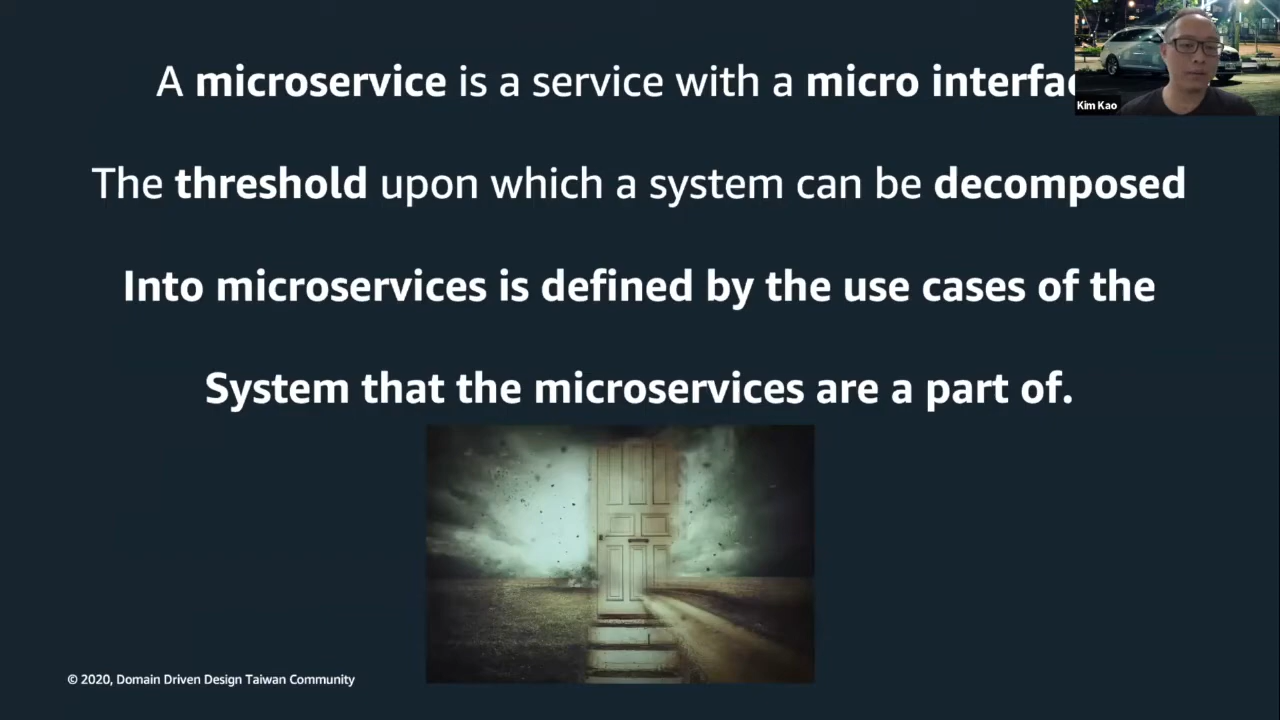 A microservice is a service with a micro
The threshold upon which a system can be decomposed
Into microservices is defined by the use cases of the
System that the microservices are a part of.
Kim Kao
© 2020, Domain Driven Design Taiwan Community